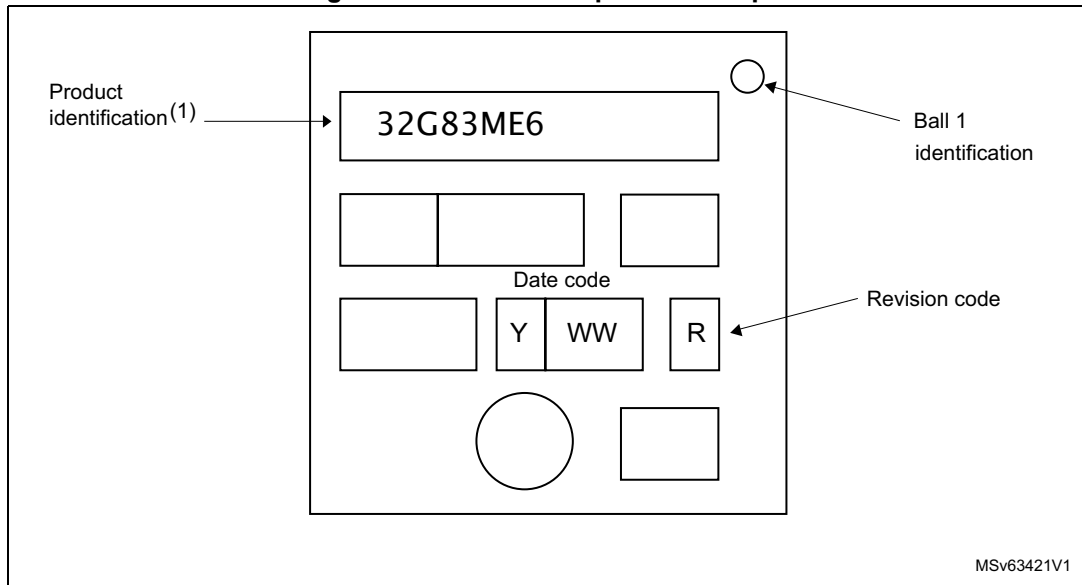 Product
identification(1)
32G83ME6
Ball 1
identification
Date code
Y WW R
Revision code
MSv63421V1